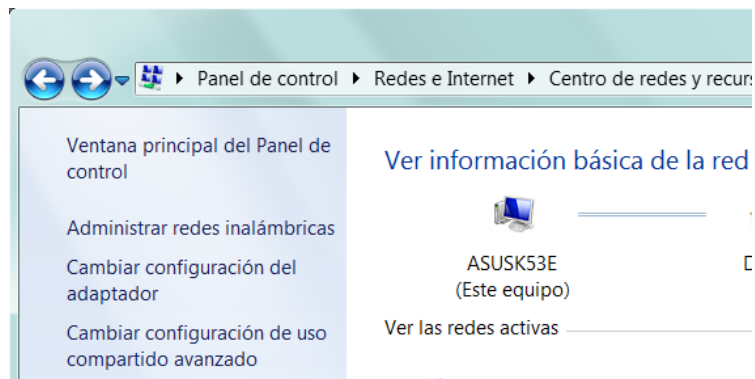 Panel de control Redes e Internet Centro de redes y
Ventana principal del Panel de
control
Ver información básica de la red
Administrar redes inalámbricas
Cambiar configuración del
adaptador
ASUSK53E
(Este equipo)
Cambiar configuración de uso
compartido avanzado
Ver las redes activas